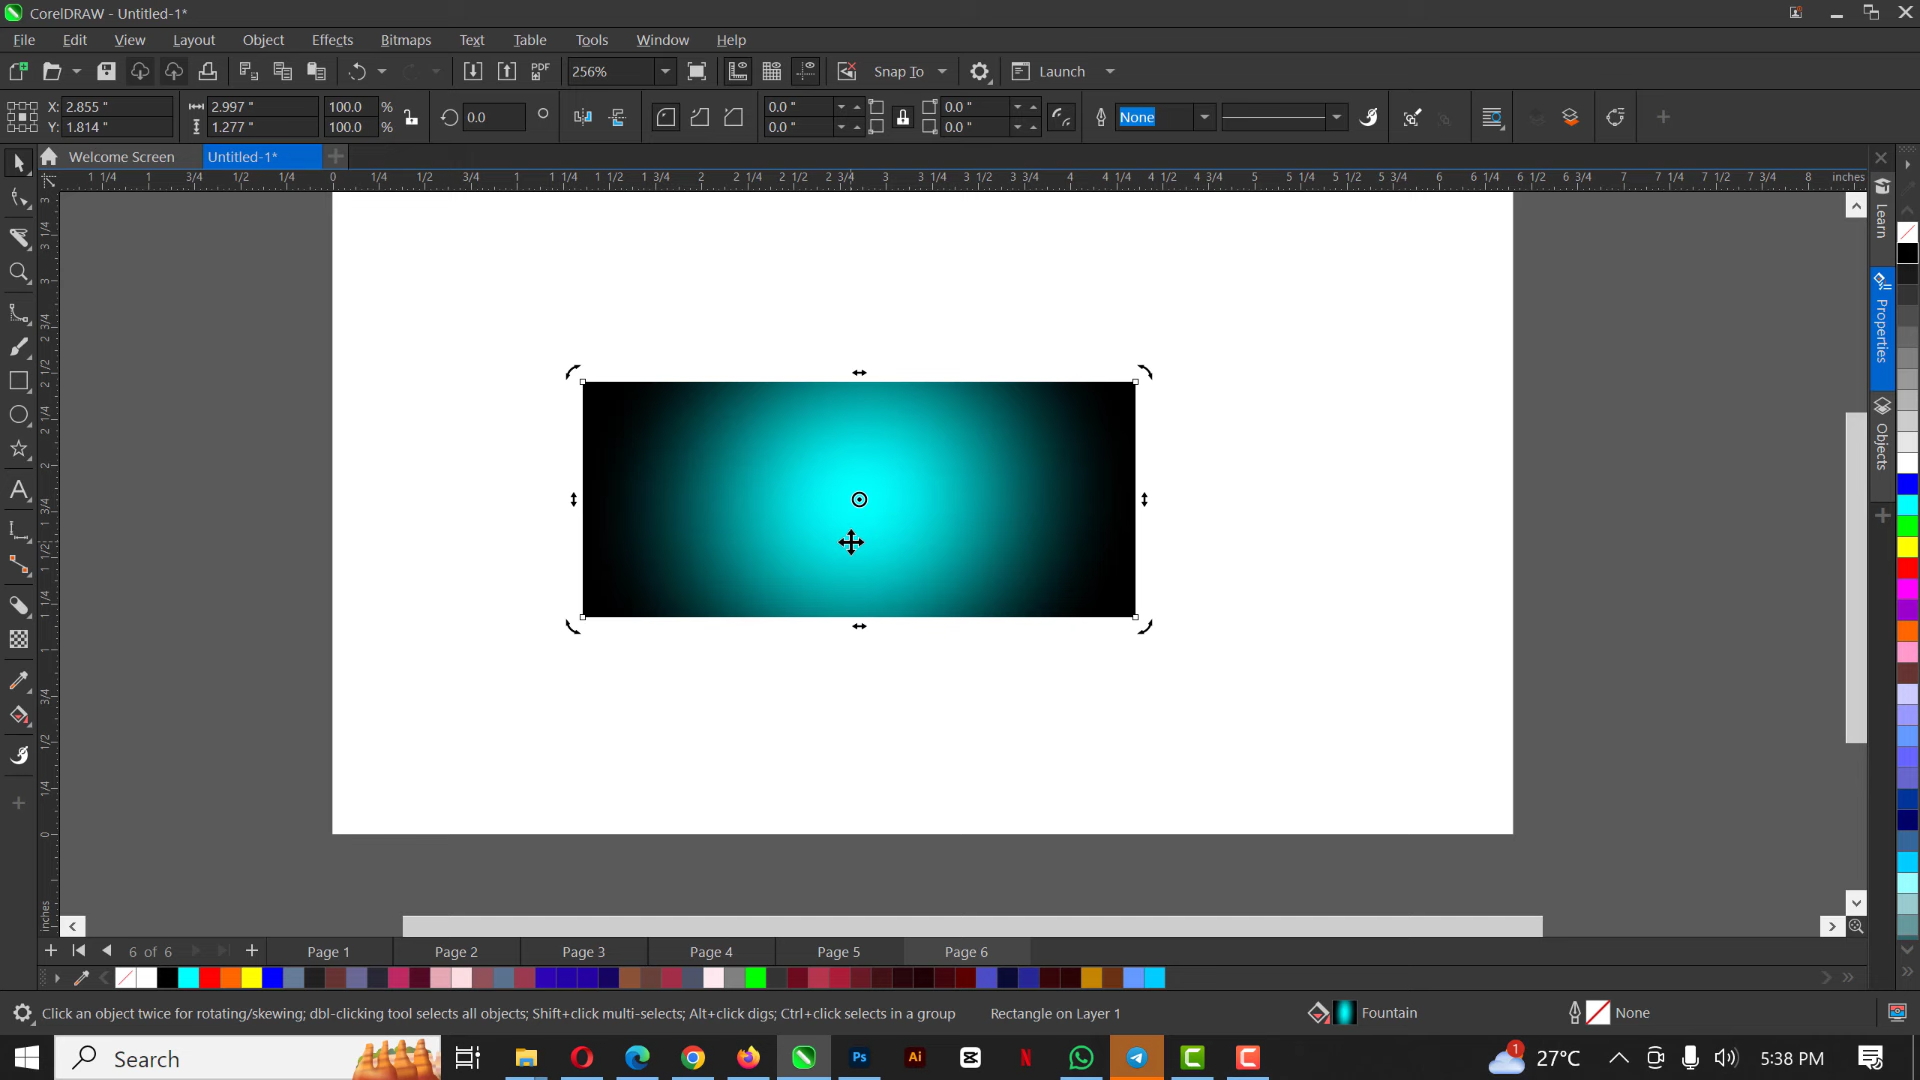 CorelDRAW - Untitled-1*
File Edit View Layout Object Effects Bitmaps Text Table Tools Window Help
256% PDF Snap To Launch
X: 2.855 " 2.997 " 100.0 % 0.0 0.0 " 0.0 " None
Y: 1.814 " 1.277 " 100.0 0.0 " 0.0 "
Welcome Screen Untitled-1*
1 1/4 1 3/4 1/2 1/4 0 1/4 1/2 3/4 1 1 1/4 1 1/2 1 3/4 2 2 1/4 2 1/2 2 3/4 3 3 1/4 3 1/2 3 3/4 4 4 1/4 4 1/2 4 3/4 5 5 1/4 5 1/2 5 3/4 6 6 1/4 6 1/2 6 3/4 7 7 1/4 7 1/2 7 3/4 8 inches
Learn
Properties
Objects
inches
6 of 6 Page 1 Page 2 Page 3 Page 4 Page 5 Page 6
Click an object twice for rotating/skewing; dbl-clicking tool selects all objects; Shift+click multi-selects; Alt+click digs; Ctrl+click selects in a group Rectangle on Layer 1 Fountain None
Search Ps Ai N 1 27°C 5:38 PM